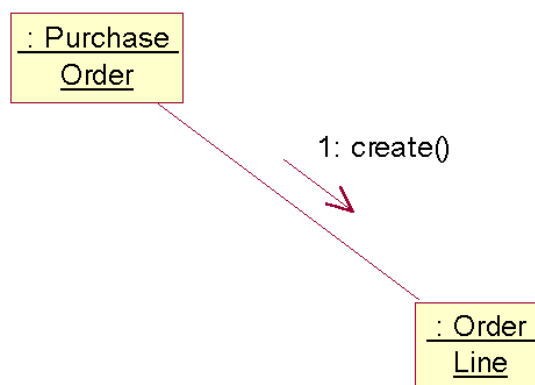 : Purchase
Order
1: create()
: Order
Line